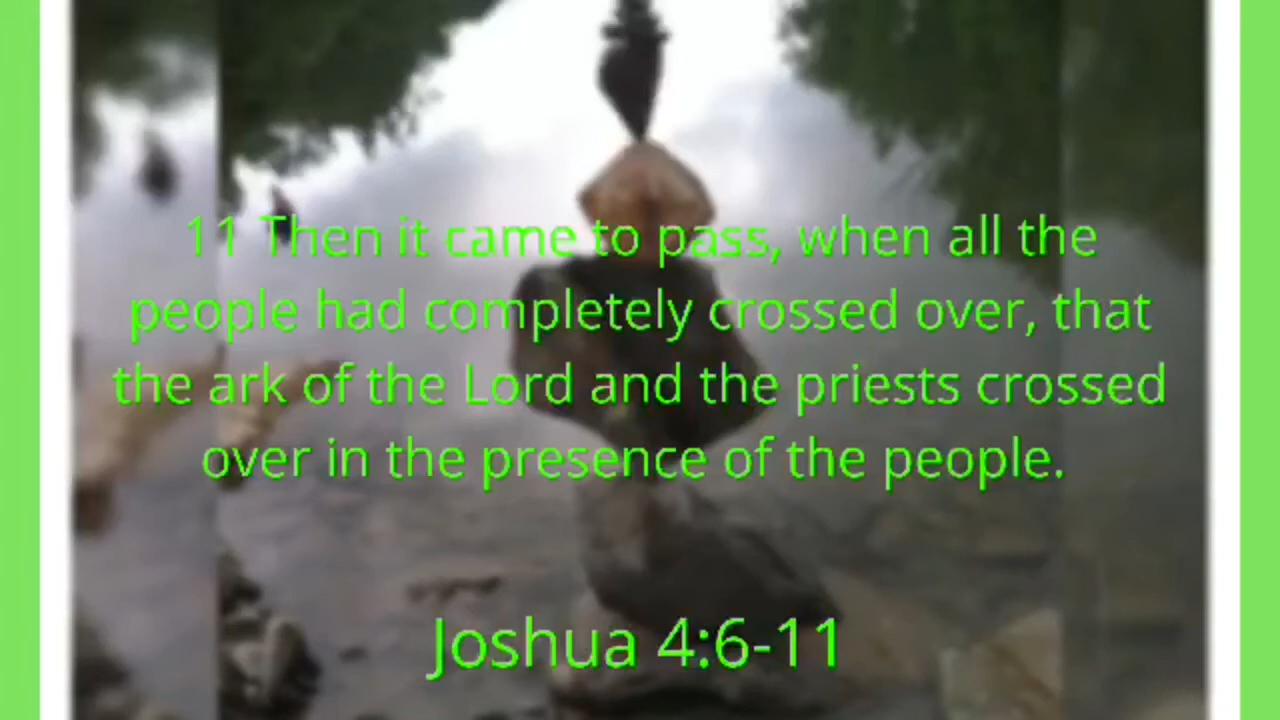 11 Then it came to pass, when all the
people had completely crossed over, that
the ark of the Lord and the priests crossed
over in the presence of the people.
Joshua 4:6-11